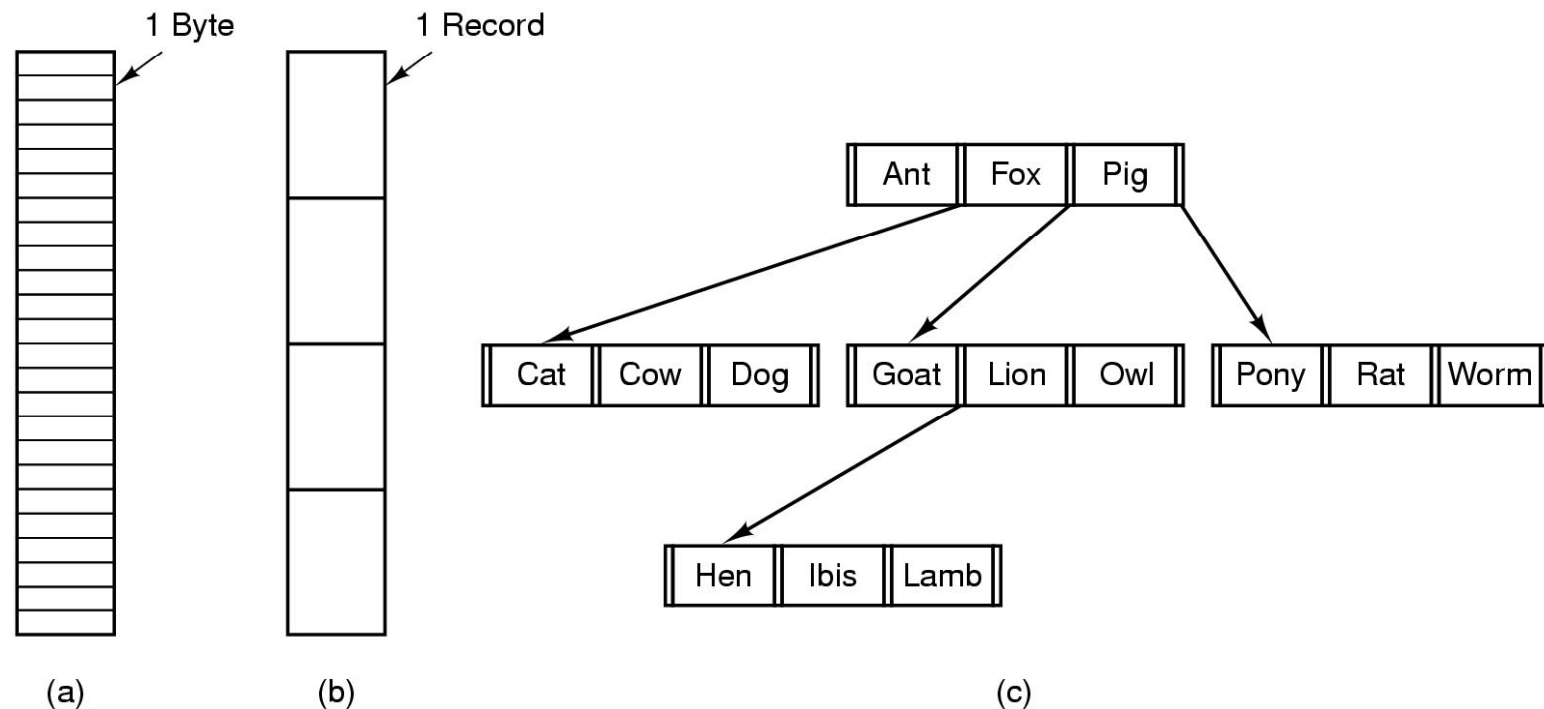 1 Byte
1 Record
Ant Fox Pig
Cat Cow Dog
Goat Lion Owl
Pony Rat Worm
Hen Ibis Lamb
(a)
(b)
(c)